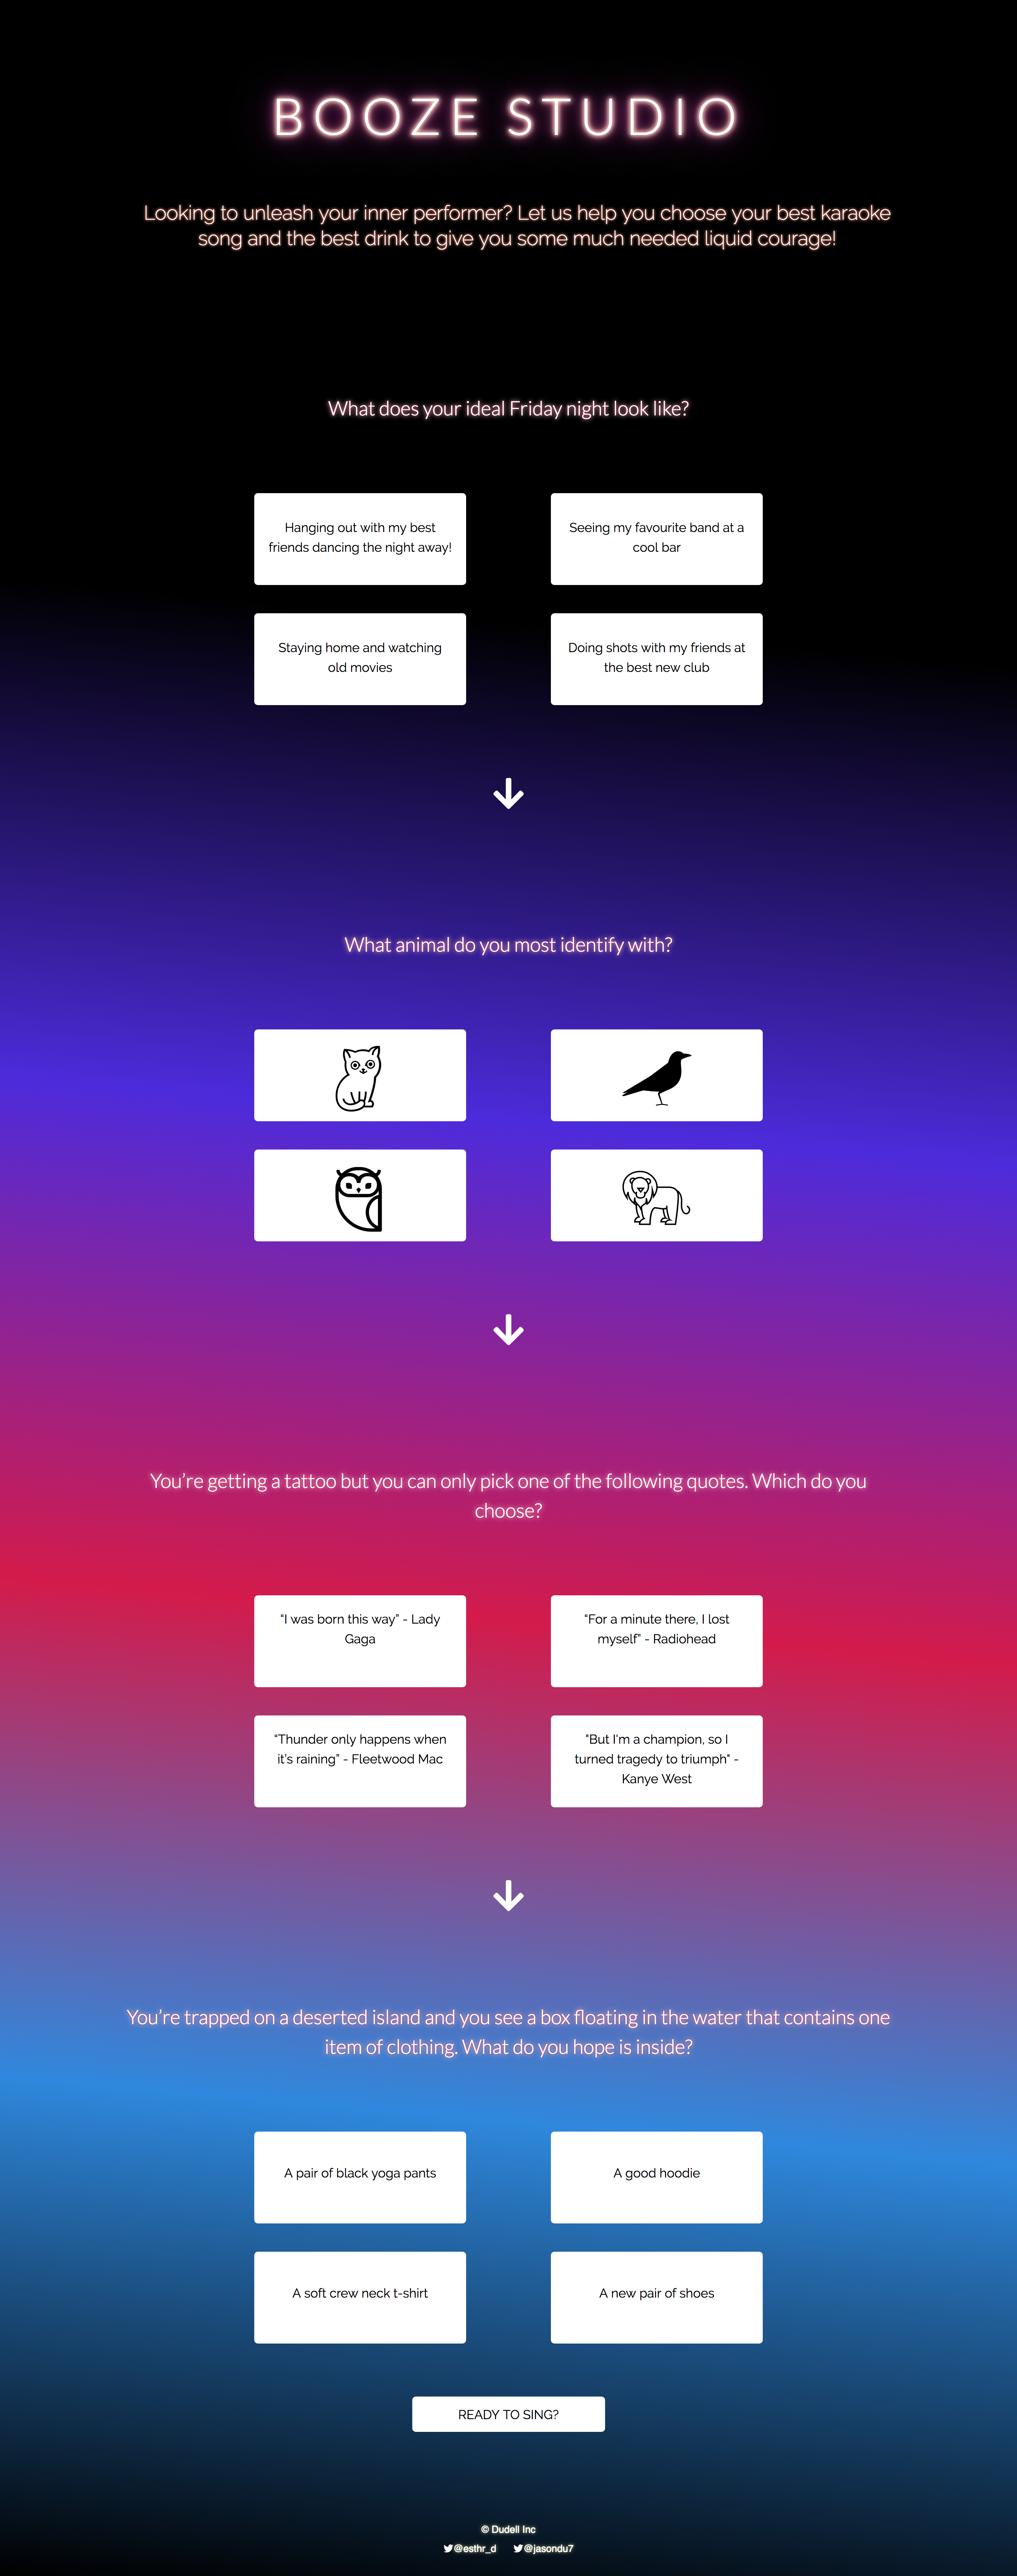 BOOZE STUDIO
Looking to unleash your inner performer? Let us help you choose your best karaoke
song and the best drink to give you some much needed liquid courage!
What does your ideal Friday night look like?
Hanging out with my best
friends dancing the night away!
Seeing my favourite band at a
cool bar
Staying home and watching
old movies
Doing shots with my friends at
the best new club
What animal do you most identify with?
You’re getting a tattoo but you can only pick one of the following quotes. Which do you
choose?
“I was born this way” - Lady
Gaga
“For a minute there, I lost
myself” - Radiohead
“Thunder only happens when
it’s raining” - Fleetwood Mac
"But I'm a champion, so I
turned tragedy to triumph" -
Kanye West
You’re trapped on a deserted island and you see a box floating in the water that contains one
item of clothing. What do you hope is inside?
A pair of black yoga pants
A good hoodie
A soft crew neck t-shirt
A new pair of shoes
READY TO SING?
© Dudell Inc
@esthr_d @jasondu7